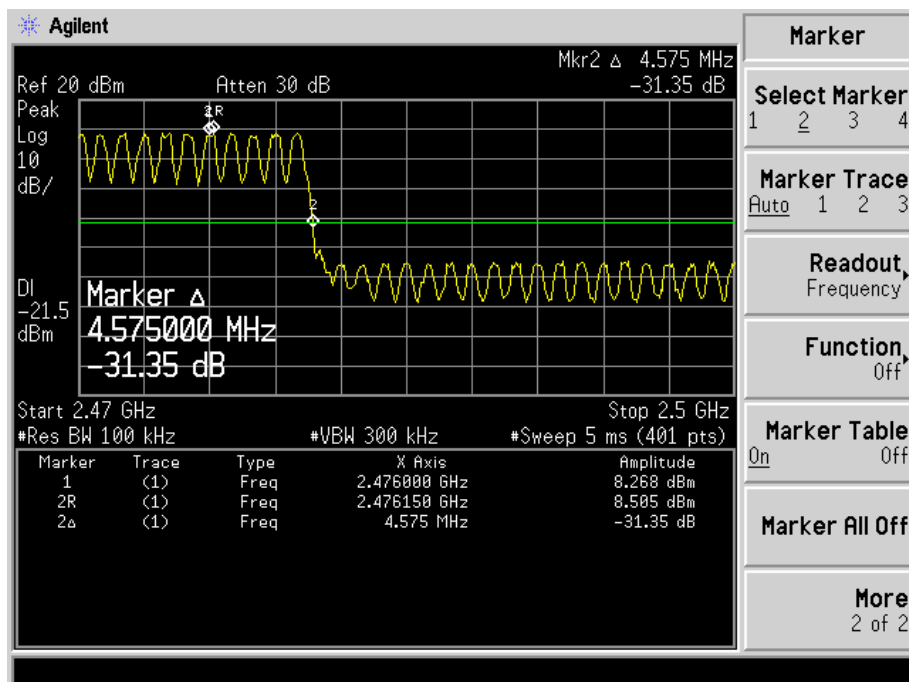 Agilent
Marker
Mkr2 Δ 4.575 MHz
Ref 20 dBm Atten 30 dB -31.35 dB
Peak
Log
10
dB/
1R
2
DI
-21.5
dBm
Marker Δ
4.575000 MHz
-31.35 dB
Start 2.47 GHz Stop 2.5 GHz
#Res BW 100 kHz #VBW 300 kHz #Sweep 5 ms (401 pts)
Marker Trace Type X Axis Amplitude
1 (1) Freq 2.476000 GHz 8.268 dBm
2R (1) Freq 2.476150 GHz 8.505 dBm
2Δ (1) Freq 4.575 MHz -31.35 dB
Select Marker
1 2 3 4
Marker Trace
Auto 1 2 3
Readout
Frequency
Function
Off
Marker Table
On Off
Marker All Off
More
2 of 2